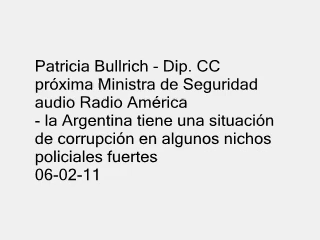 Patricia Bullrich - Dip. CC
próxima Ministra de Seguridad
audio Radio América
- la Argentina tiene una situación
de corrupción en algunos nichos
policiales fuertes
06-02-11